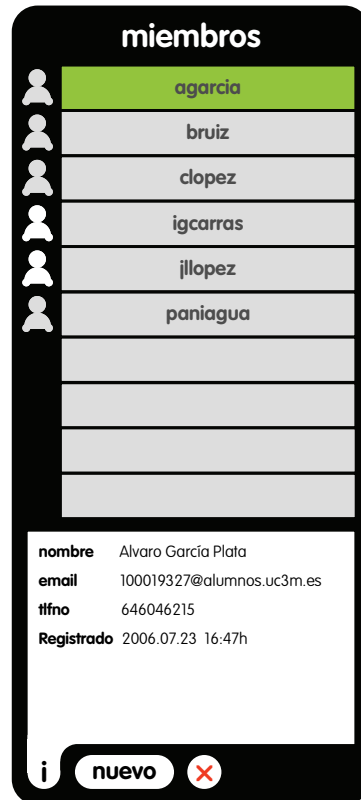 miembros
agarcia
bruiz
clopez
igcarras
jllopez
paniagua
nombre Alvaro García Plata
email 100019327@alumnos.uc3m.es
tlfno 646046215
Registrado 2006.07.23 16:47h
i nuevo